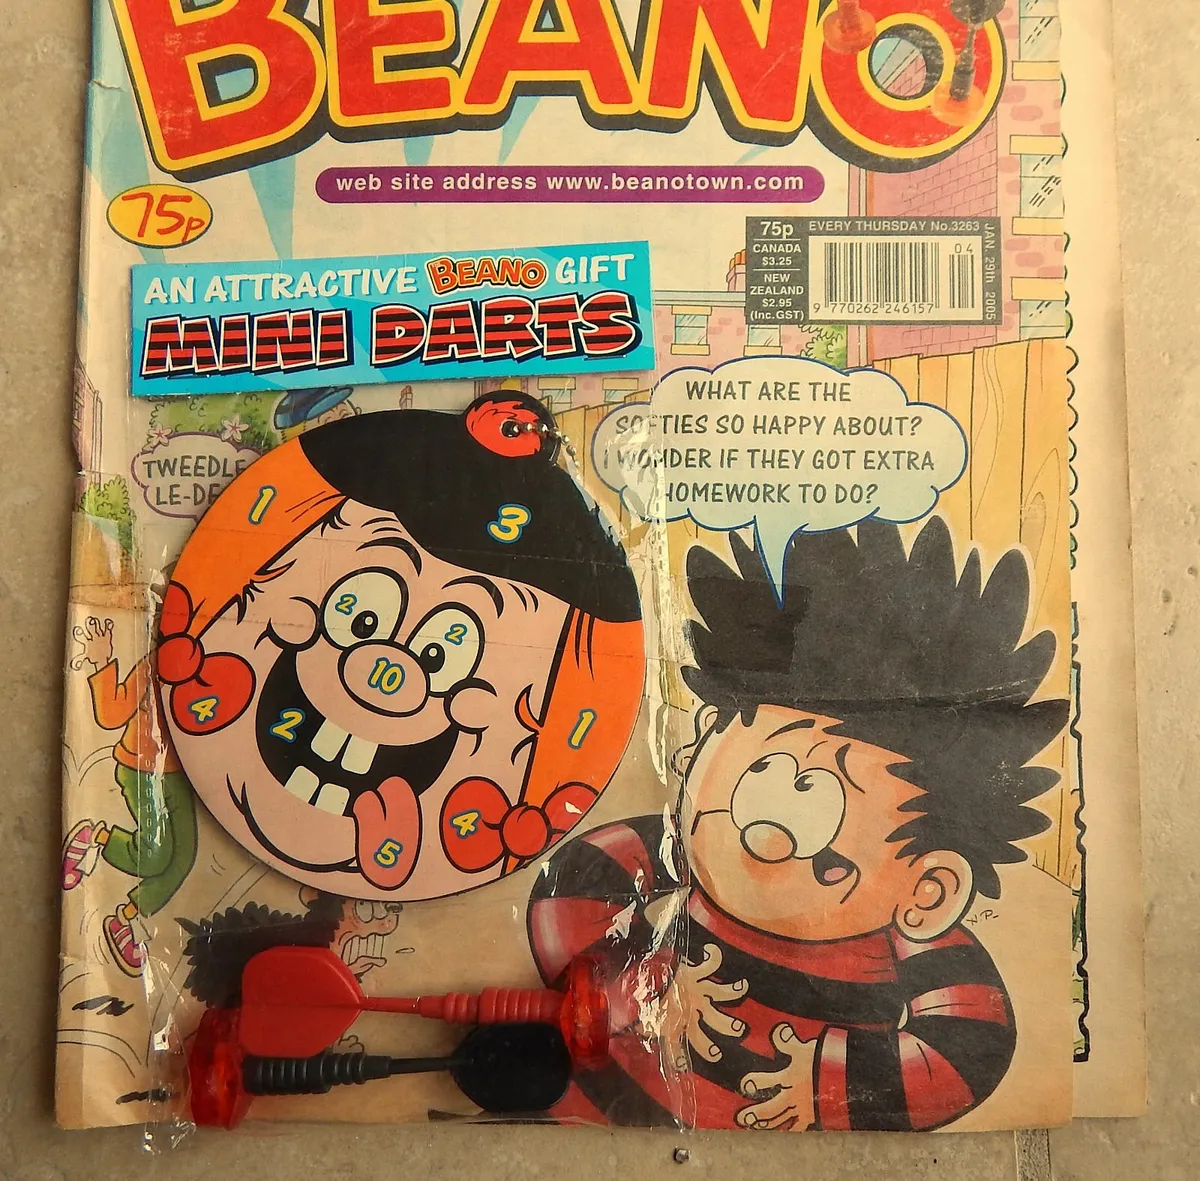 BEANO
web site address www.beanotown.com
75p
75p
CANADA
$3.25
NEW
ZEALAND
$2.95
(Inc.GST)
EVERY THURSDAY No.3263
04
9 770262 246157
JAN 29th 2005
AN ATTRACTIVE BEANO GIFT
MINI DARTS
WHAT ARE THE
SOFTIES SO HAPPY ABOUT?
I WONDER IF THEY GOT EXTRA
HOMEWORK TO DO?
TWEEDLE
LE-DE
1
3
2
2
10
4
2
1
4
5
N.P-